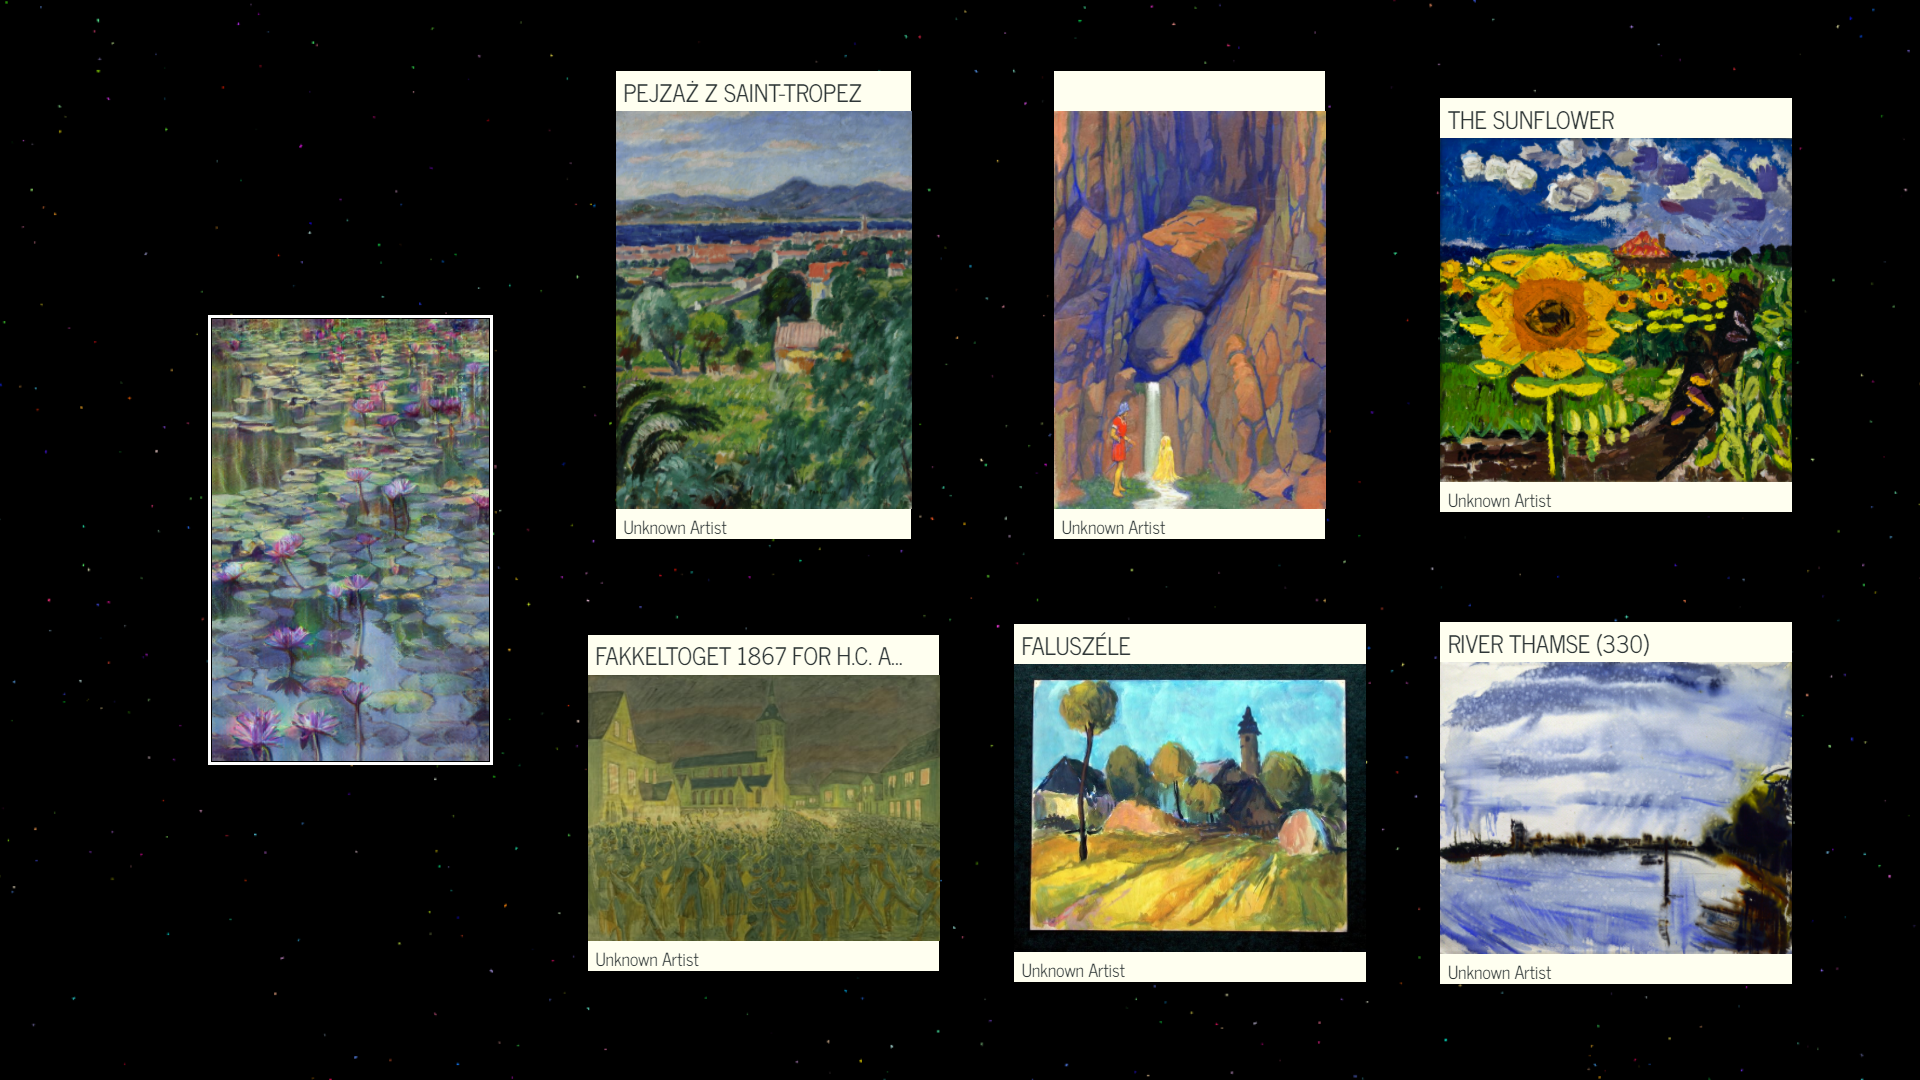 PEJZAŻ Z SAINT-TROPEZ
Unknown Artist
Unknown Artist
THE SUNFLOWER
Unknown Artist
FAKKELTOGET 1867 FOR H.C. A...
Unknown Artist
FALUSZÉLE
Unknown Artist
RIVER THAMSE (330)
Unknown Artist